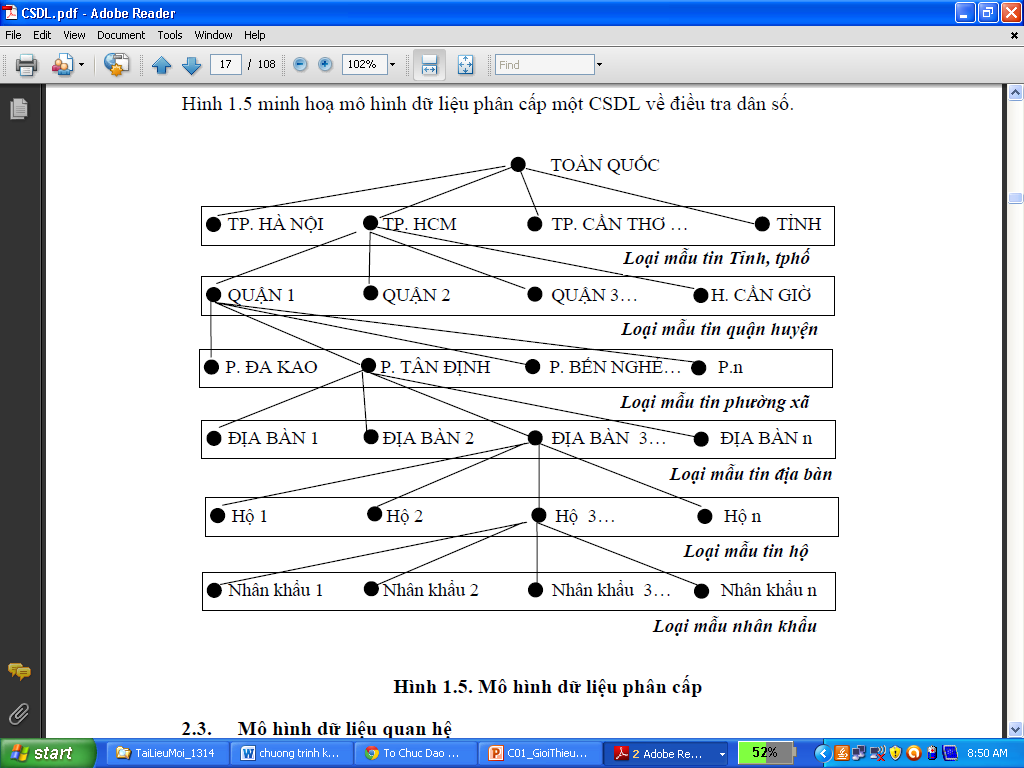 CSDL.pdf - Adobe Reader
File Edit View Document Tools Window Help
17 / 108 102% Find
Hình 1.5 minh hoạ mô hình dữ liệu phân cấp một CSDL về điều tra dân số.
TOÀN QUỐC
TP. HÀ NỘI TP. HCM TP. CẦN THƠ … TỈNH
Loại mẫu tin Tỉnh, tphố
QUẬN 1 QUẬN 2 QUẬN 3… H. CẦN GIỜ
Loại mẫu tin quận huyện
P. ĐA KAO P. TÂN ĐỊNH P. BẾN NGHÉ… P.n
Loại mẫu tin phường xã
ĐỊA BÀN 1 ĐỊA BÀN 2 ĐỊA BÀN 3… ĐỊA BÀN n
Loại mẫu tin địa bàn
Hộ 1 Hộ 2 Hộ 3… Hộ n
Loại mẫu tin hộ
Nhân khẩu 1 Nhân khẩu 2 Nhân khẩu 3… Nhân khẩu n
Loại mẫu nhân khẩu
Hình 1.5. Mô hình dữ liệu phân cấp
2.3. Mô hình dữ liệu quan hệ
start TaiLieuMoi_1314 chuong trinh k... To Chuc Dao ... C01_GioiThieu... 2 Adobe Re... 52% 8:50 AM